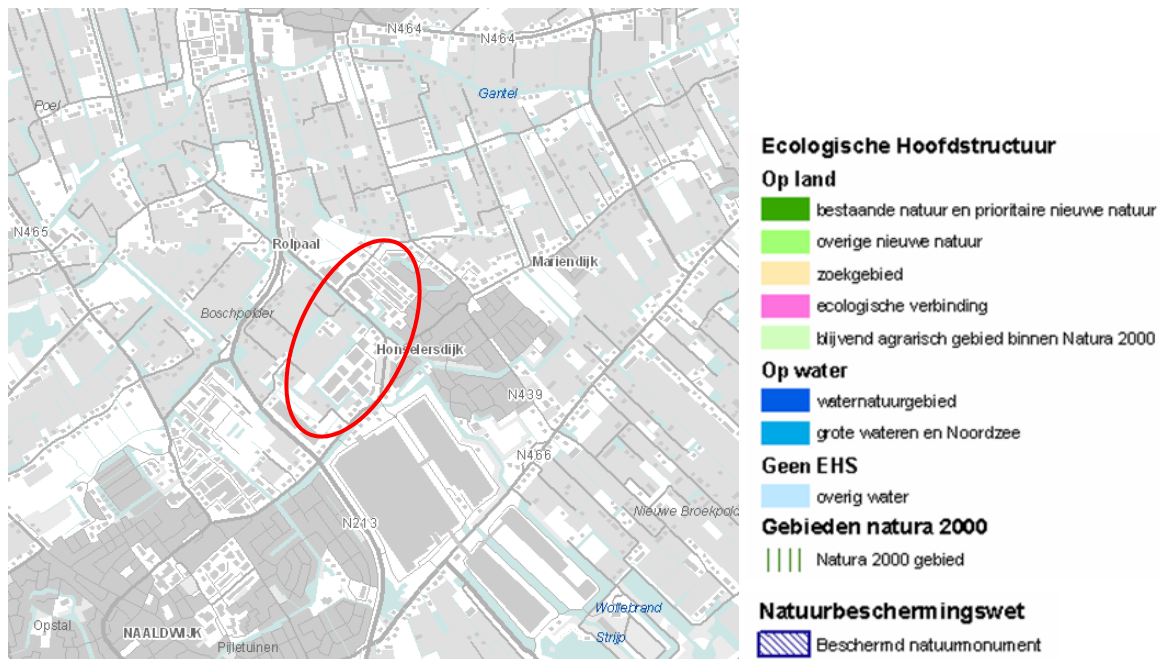 N464
N464
Gantel
Poel
N465
Rolpaal
Mariendijk
Boschpolder
Honselersdijk
N439
N466
N213
Nieuwe Broekpold
Wollebrand
Strijp
Opstal
NAALDWIJK
Pijletuinen
Ecologische Hoofdstructuur
Op land
bestaande natuur en prioritaire nieuwe natuur
overige nieuwe natuur
zoekgebied
ecologische verbinding
blijvend agrarisch gebied binnen Natura 2000
Op water
waternatuurgebied
grote wateren en Noordzee
Geen EHS
overig water
Gebieden natura 2000
Natura 2000 gebied
Natuurbeschermingswet
Beschermd natuurmonument